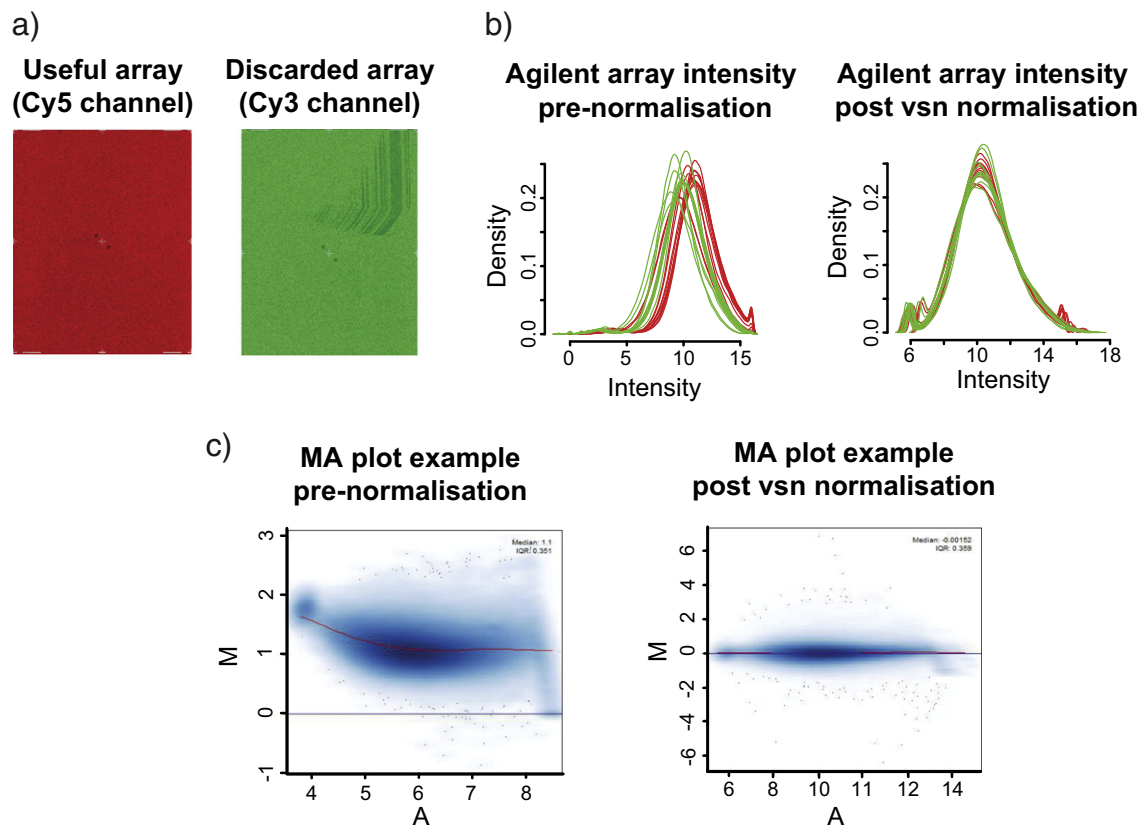 a)
Useful array
(Cy5 channel)
Discarded array
(Cy3 channel)
b)
Agilent array intensity
pre-normalisation
Density
0.0
0.1
0.2
0
5
10
15
Intensity
Agilent array intensity
post vsn normalisation
Density
0.0
0.1
0.2
6
10
14
18
Intensity
c)
MA plot example
pre-normalisation
Median: 1.1
IQR: 0.351
M
3
2
1
0
-1
4
5
6
7
8
A
MA plot example
post vsn normalisation
Median: -0.00152
IQR: 0.359
M
6
4
2
0
-2
-4
-6
6
8
10
12
14
A